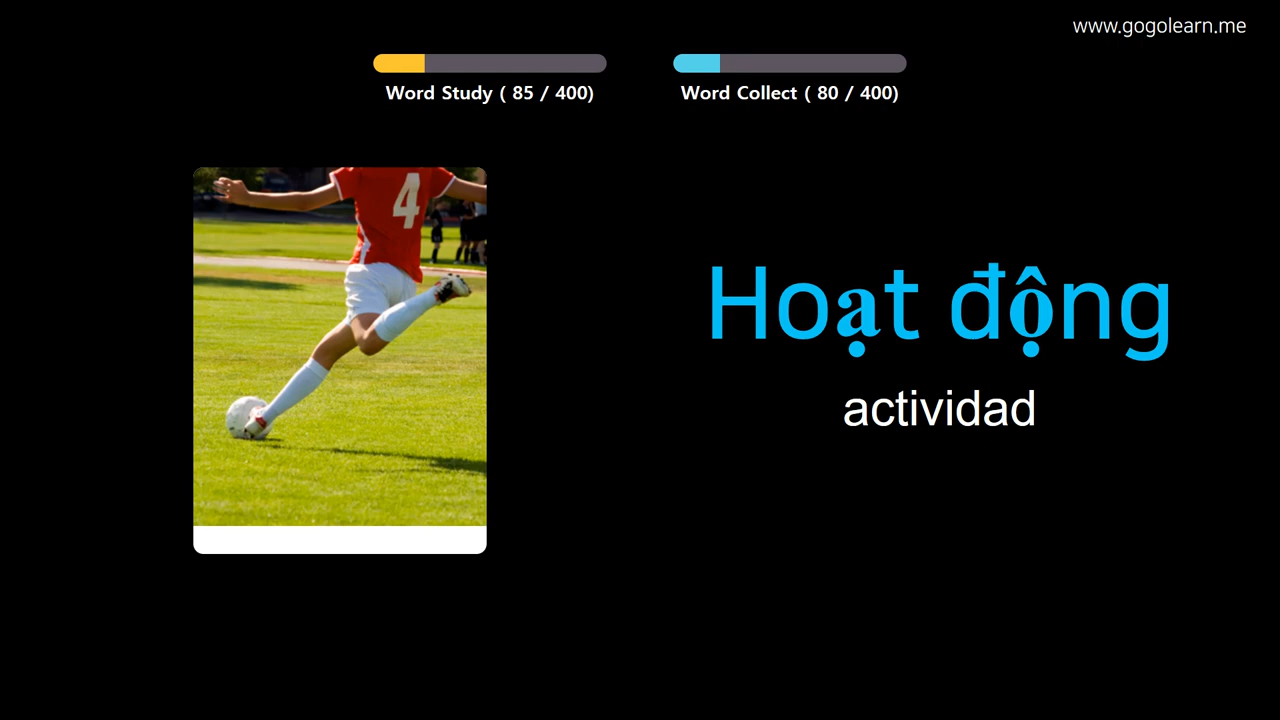 www.gogolearn.me
Word Study ( 85 / 400)
Word Collect ( 80 / 400)
4
Hoạt động
actividad